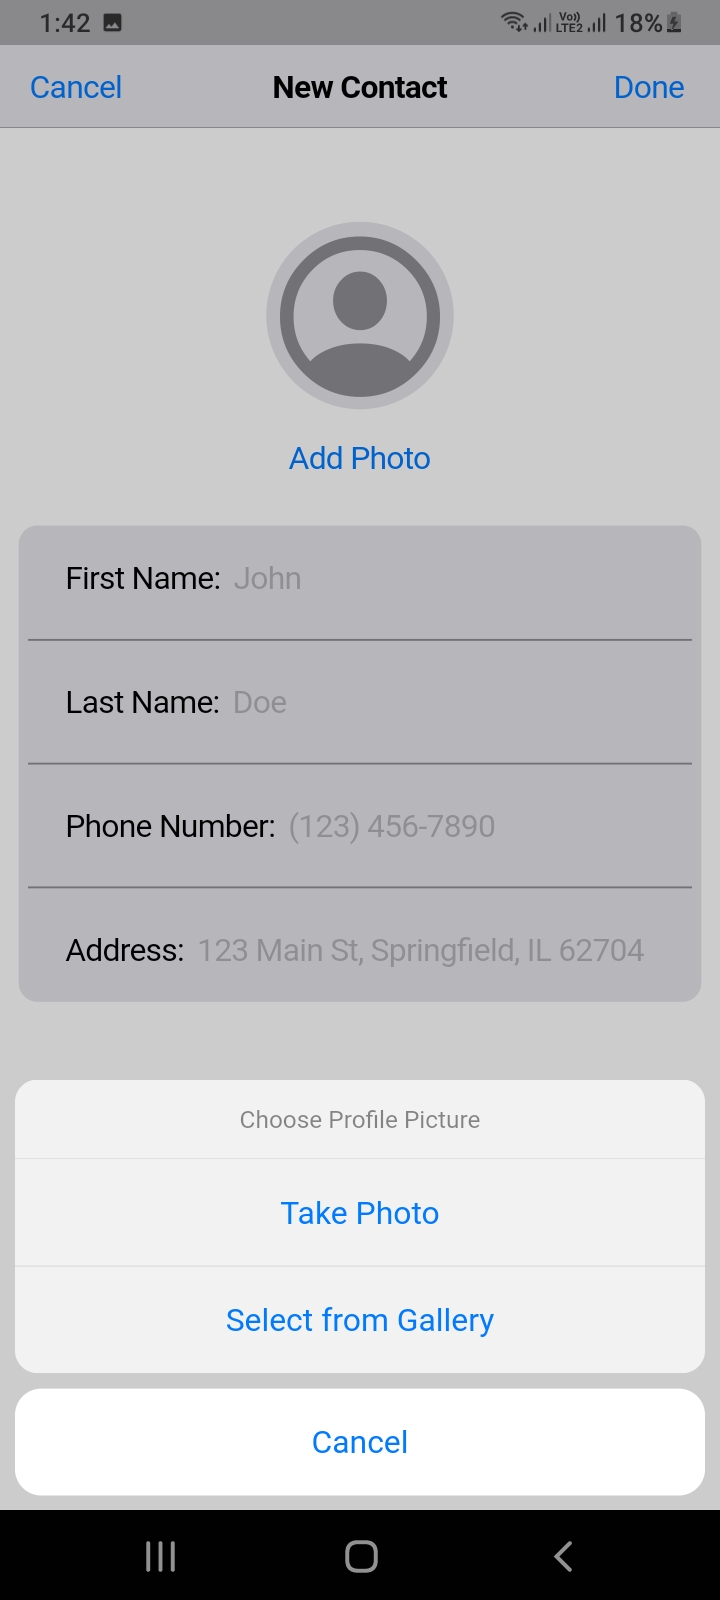 1:42 Vo)) LTE2 18%
Cancel New Contact Done
Add Photo
First Name: John
Last Name: Doe
Phone Number: (123) 456-7890
Address: 123 Main St, Springfield, IL 62704
Choose Profile Picture
Take Photo
Select from Gallery
Cancel